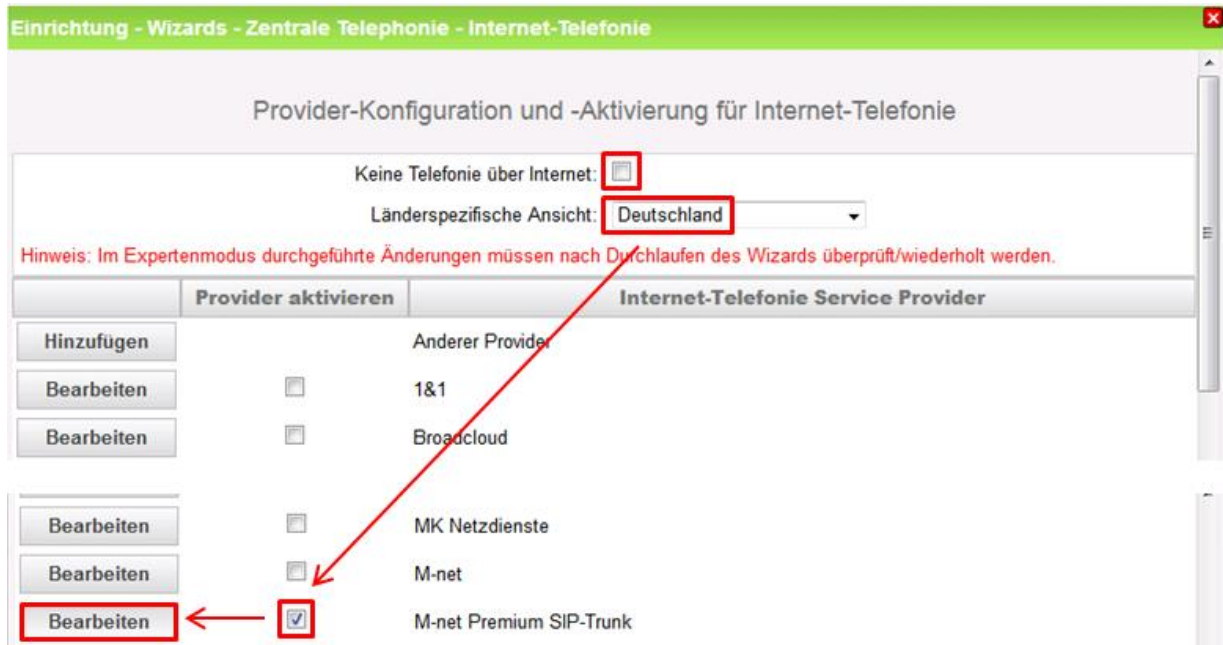 Einrichtung - Wizards - Zentrale Telephonie - Internet-Telefonie
Provider-Konfiguration und -Aktivierung für Internet-Telefonie
Keine Telefonie über Internet:
Länderspezifische Ansicht: Deutschland
Hinweis: Im Expertenmodus durchgeführte Änderungen müssen nach Durchlaufen des Wizards überprüft/wiederholt werden.
Provider aktivieren Internet-Telefonie Service Provider
Hinzufügen Anderer Provider
Bearbeiten 1&1
Bearbeiten Broadcloud
Bearbeiten MK Netzdienste
Bearbeiten M-net
Bearbeiten M-net Premium SIP-Trunk